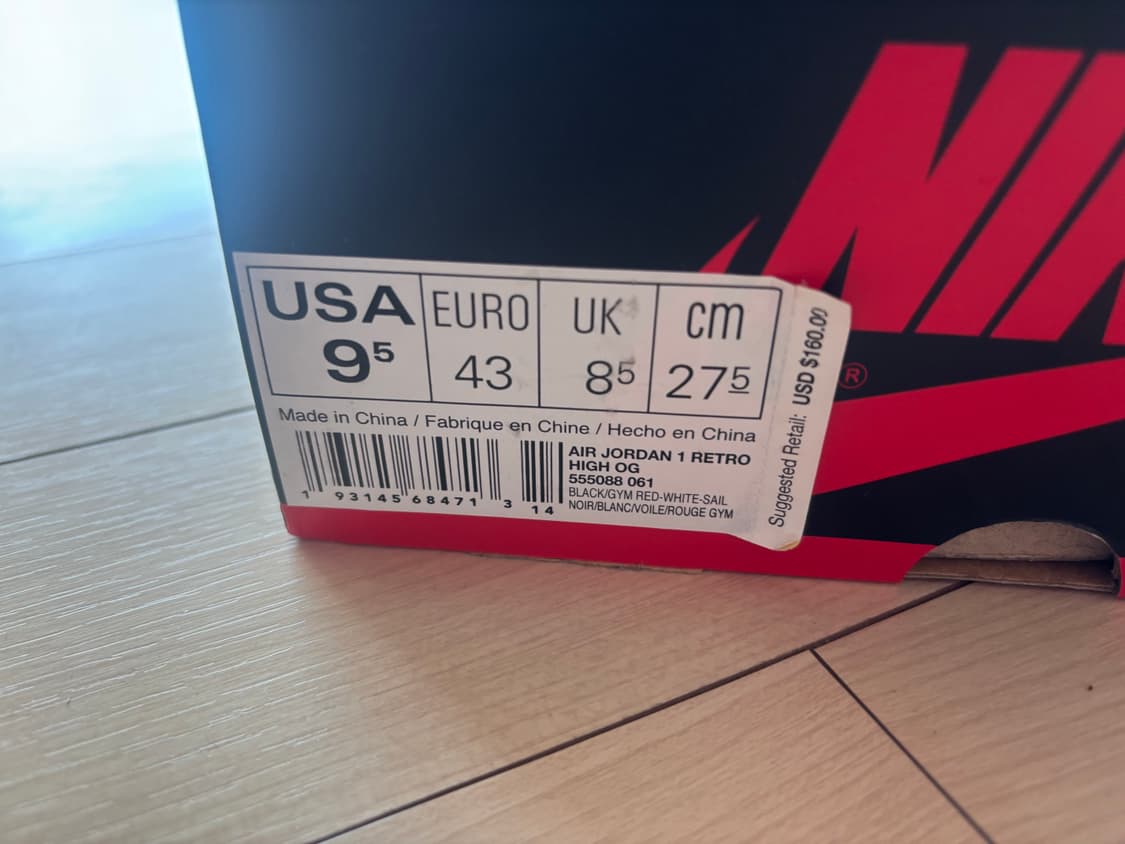 NIK
®
USA EURO UK cm
9⁵ 43 8⁵ 27⁵
Made in China / Fabrique en Chine / Hecho en China
AIR JORDAN 1 RETRO
HIGH OG
555088 061
BLACK/GYM RED-WHITE-SAIL
NOIR/BLANC/VOILE/ROUGE GYM
1 93145 68471 3 14
Suggested Retail: USD $160.00